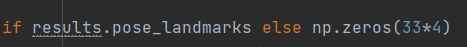 if results.pose_landmarks else np.zeros(33*4)